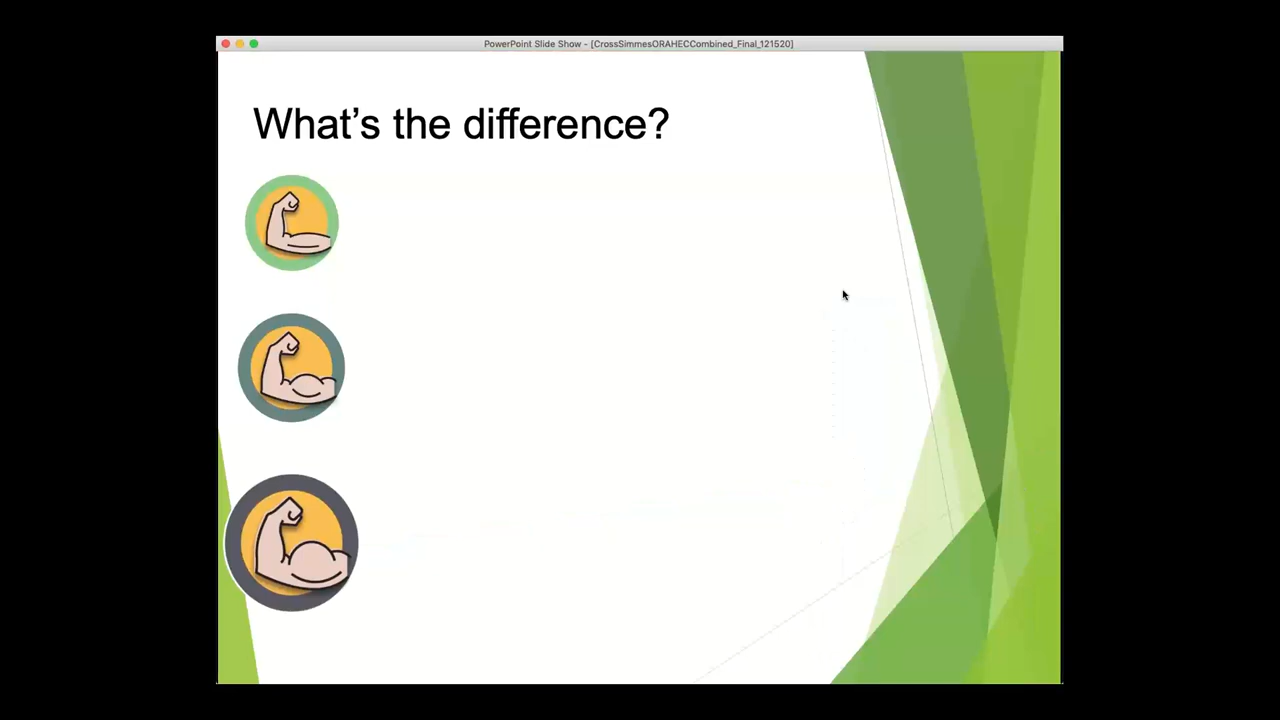 PowerPoint Slide Show - [CrossSimmesORAHECCombined_Final_121520]
What's the difference?